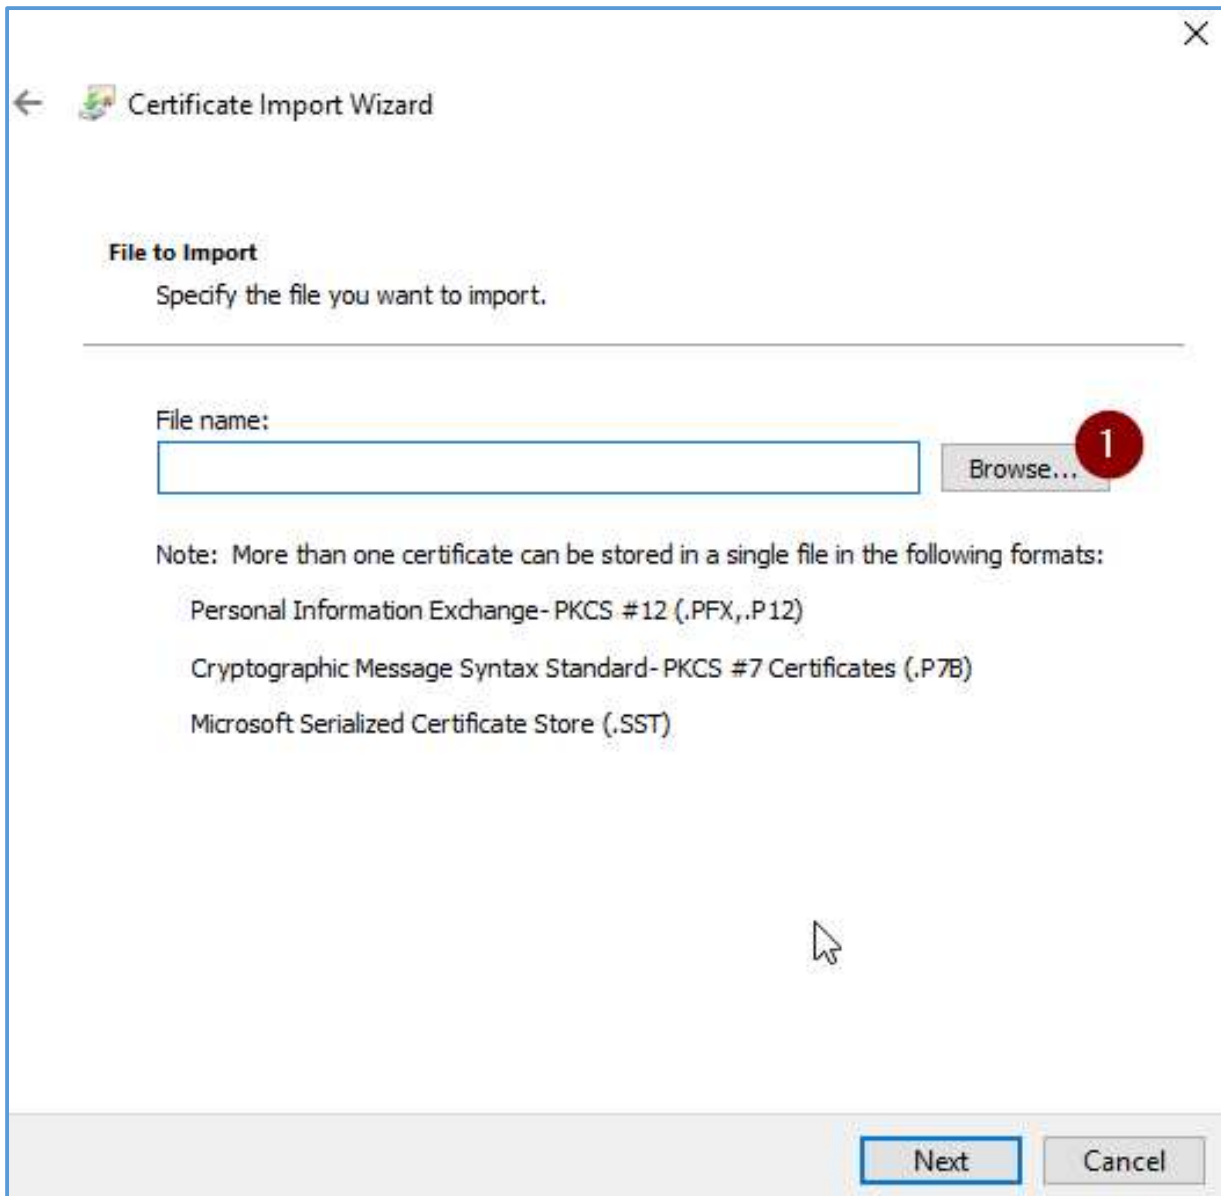 Certificate Import Wizard
File to Import
Specify the file you want to import.
File name:
Browse...
1
Note: More than one certificate can be stored in a single file in the following formats:
Personal Information Exchange- PKCS #12 (.PFX,.P12)
Cryptographic Message Syntax Standard- PKCS #7 Certificates (.P7B)
Microsoft Serialized Certificate Store (.SST)
Next
Cancel